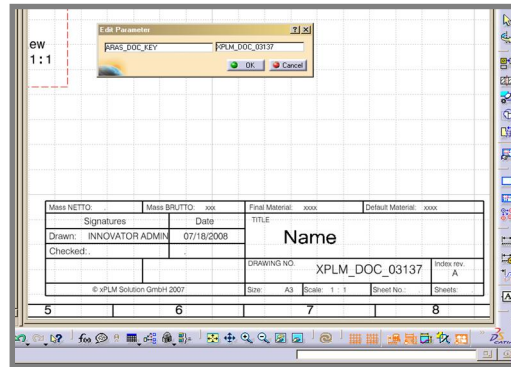 Edit Parameter
ARAS_DOC_KEY XPLM_DOC_03137
OK Cancel
ew
1:1
Mass NETTO: . Mass BRUTTO: xxx Final Material: xxxx Default Material: xxxx
Signatures Date TITLE
Drawn: INNOVATOR ADMIN 07/18/2008 Name
Checked: . .
DRAWING NO. XPLM_DOC_03137 Index rev. A
© xPLM Solution GmbH 2007 Size: A3 Scale: 1 : 1 Sheet No.: . Sheets:
5 6 7 8